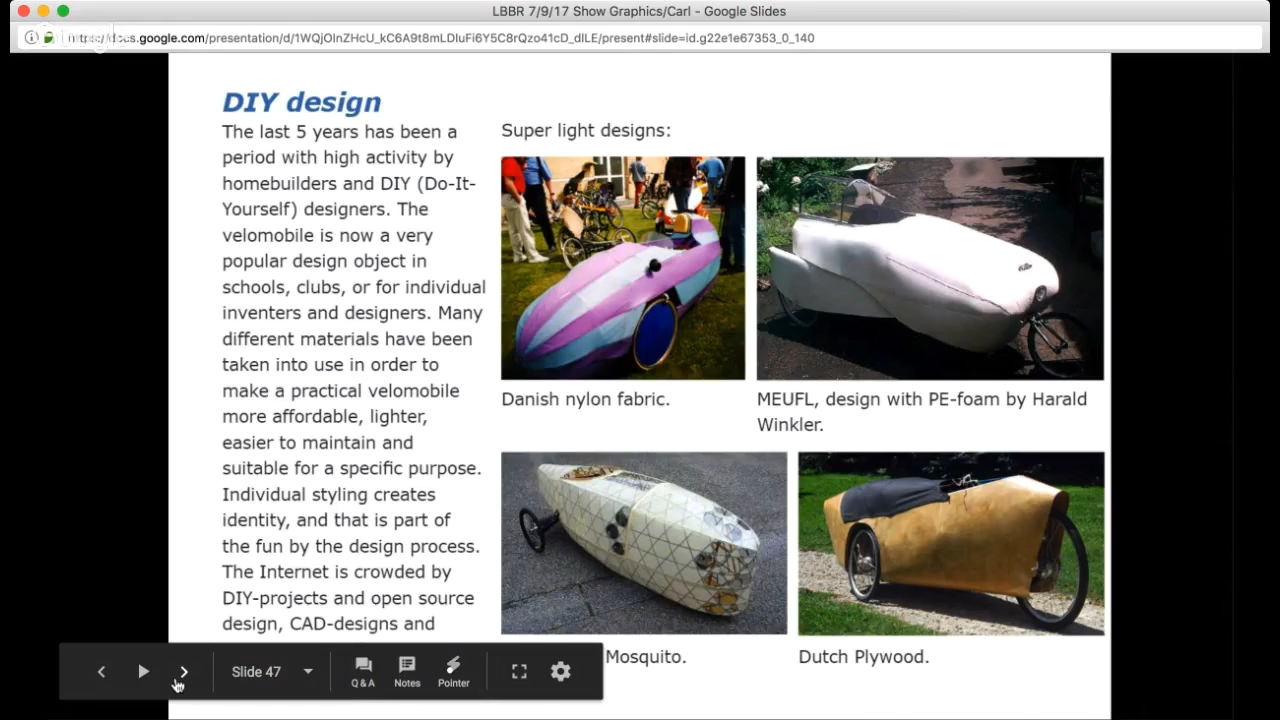 LBBR 7/9/17 Show Graphics/Carl - Google Slides
https://docs.google.com/presentation/d/1WQjOlnZHcU_kC6A9t8mLDluFi6Y5C8rQzo41cD_dILE/present#slide=id.g22e1e67353_0_140
DIY design
The last 5 years has been a
period with high activity by
homebuilders and DIY (Do-It-
Yourself) designers. The
velomobile is now a very
popular design object in
schools, clubs, or for individual
inventers and designers. Many
different materials have been
taken into use in order to
make a practical velomobile
more affordable, lighter,
easier to maintain and
suitable for a specific purpose.
Individual styling creates
identity, and that is part of
the fun by the design process.
The Internet is crowded by
DIY-projects and open source
design, CAD-designs and
Super light designs:
Danish nylon fabric.
MEUFL, design with PE-foam by Harald
Winkler.
Mosquito.
Dutch Plywood.
Slide 47
Q & A
Notes
Pointer